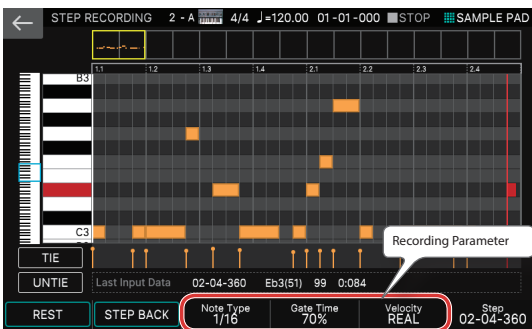 STEP RECORDING 2 - A 4/4 ♩=120.00 01-01-000 STOP SAMPLE PAD
1.1 1.2 1.3 1.4 2.1 2.2 2.3 2.4
B3
C3
Recording Parameter
TIE
UNTIE Last Input Data 02-04-360 Eb3(51) 99 0:084
REST STEP BACK Note Type 1/16 Gate Time 70% Velocity REAL Step 02-04-360